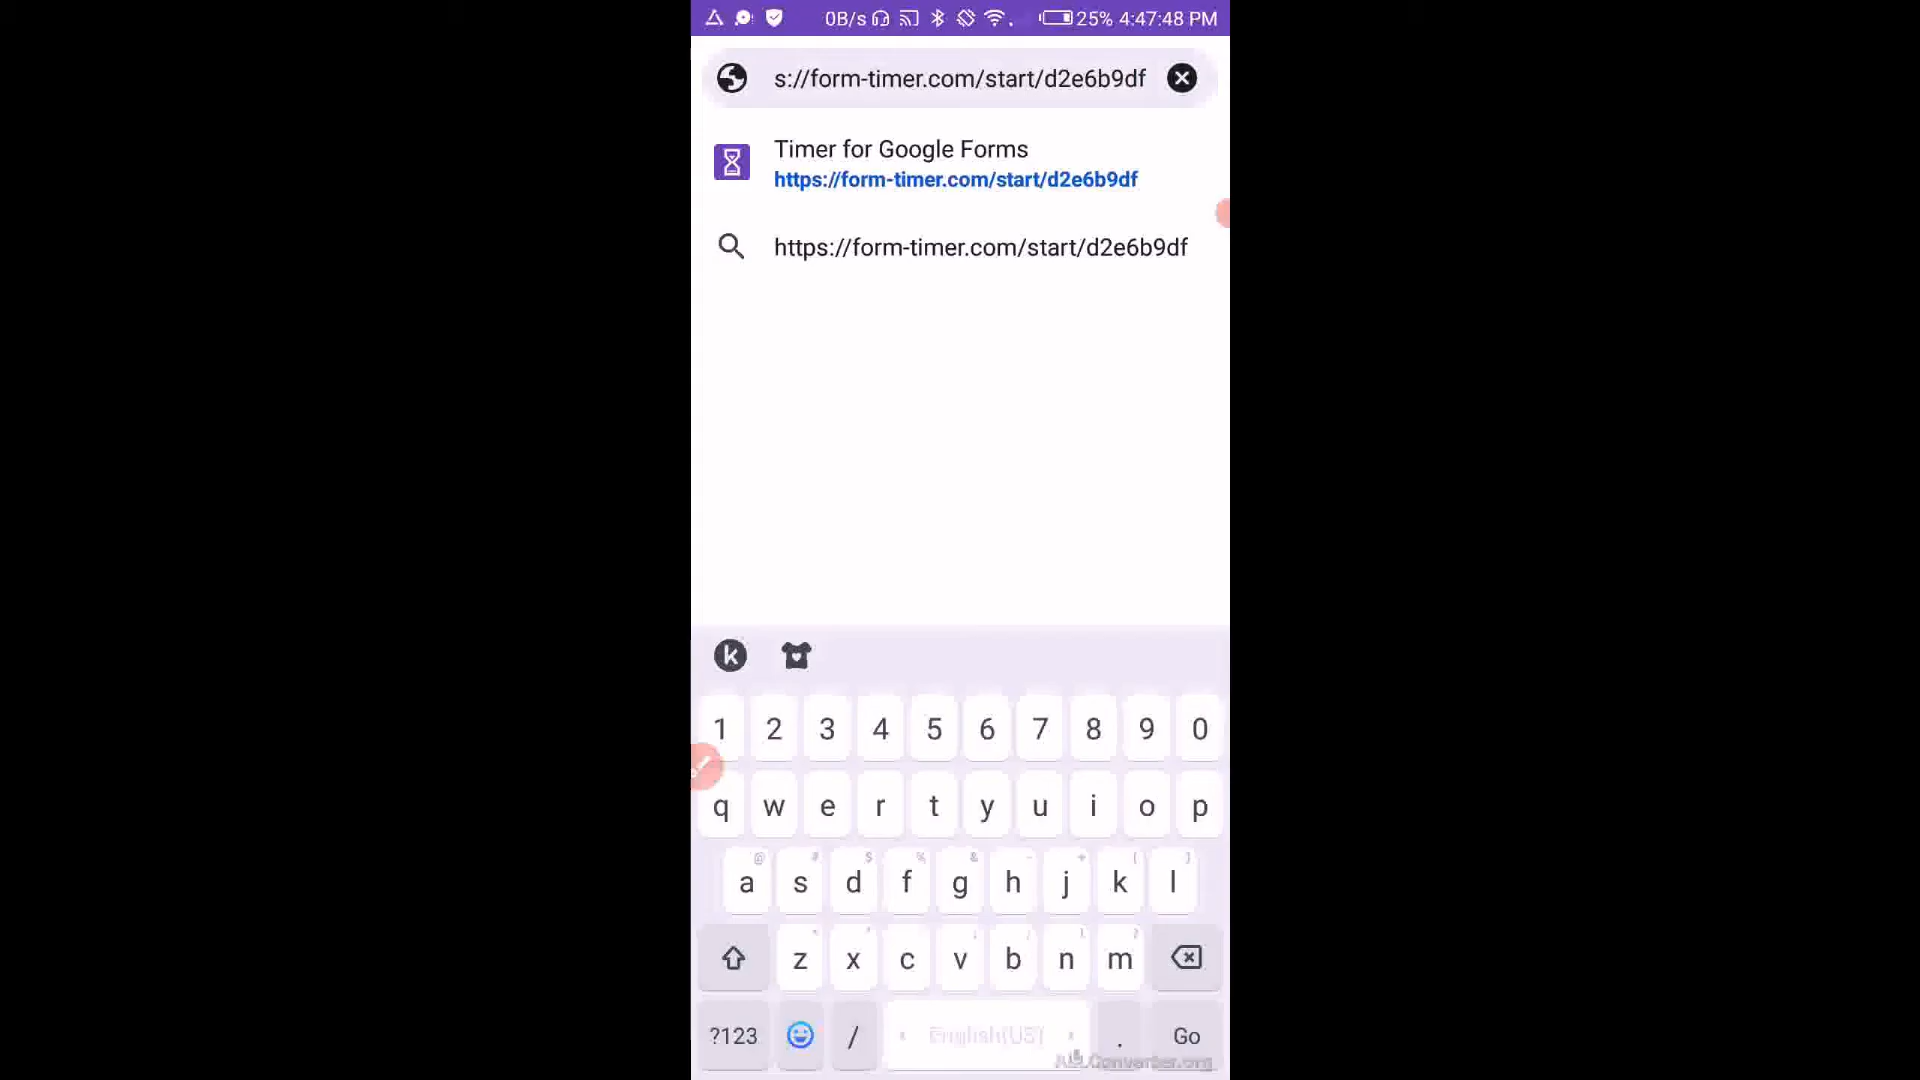 0B/s 25% 4:47:48 PM
s://form-timer.com/start/d2e6b9df
Timer for Google Forms
https://form-timer.com/start/d2e6b9df
https://form-timer.com/start/d2e6b9df
k
1 2 3 4 5 6 7 8 9 0
q w e r t y u i o p
@ # $ % & - + ( )
a s d f g h j k l
z x c v b n m
?123 / English(US) . Go
AllConverter.org